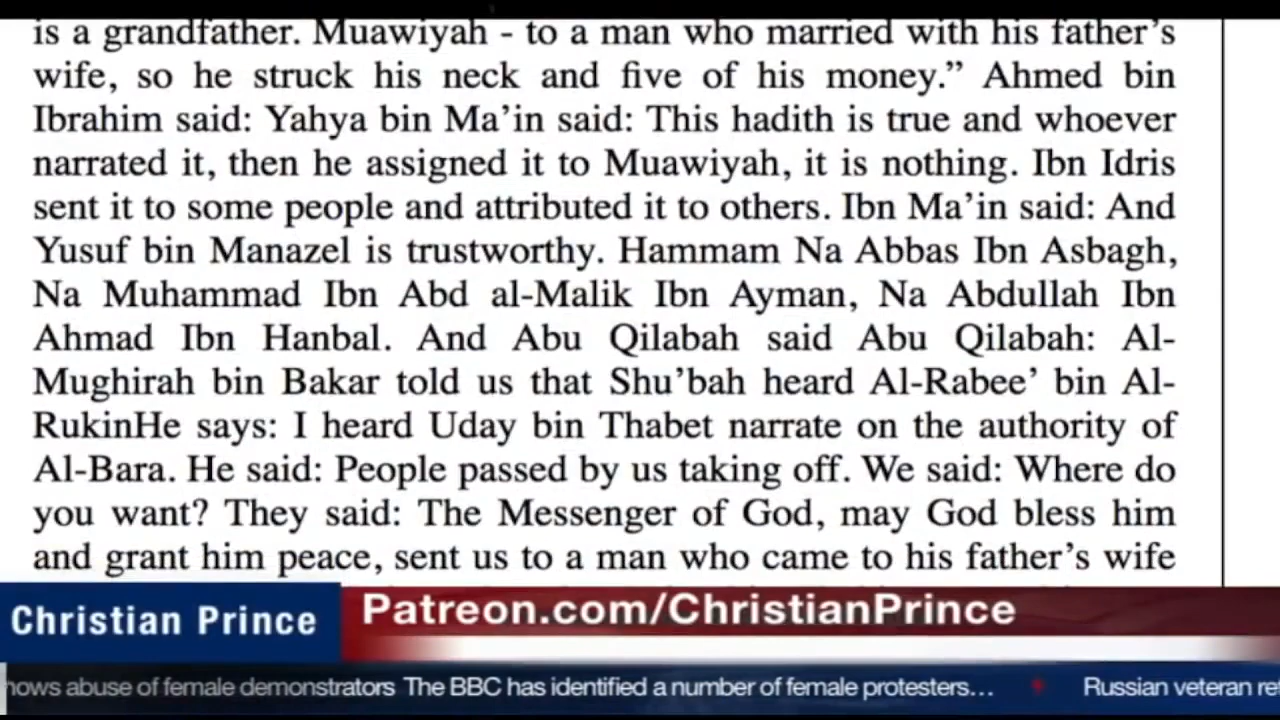 is a grandfather. Muawiyah - to a man who married with his father's
wife, so he struck his neck and five of his money.” Ahmed bin
Ibrahim said: Yahya bin Ma’in said: This hadith is true and whoever
narrated it, then he assigned it to Muawiyah, it is nothing. Ibn Idris
sent it to some people and attributed it to others. Ibn Ma’in said: And
Yusuf bin Manazel is trustworthy. Hammam Na Abbas Ibn Asbagh,
Na Muhammad Ibn Abd al-Malik Ibn Ayman, Na Abdullah Ibn
Ahmad Ibn Hanbal. And Abu Qilabah said Abu Qilabah: Al-
Mughirah bin Bakar told us that Shu’bah heard Al-Rabee’ bin Al-
RukinHe says: I heard Uday bin Thabet narrate on the authority of
Al-Bara. He said: People passed by us taking off. We said: Where do
you want? They said: The Messenger of God, may God bless him
and grant him peace, sent us to a man who came to his father’s wife
Christian Prince
Patreon.com/ChristianPrince
abuse of female demonstrators The BBC has identified a number of female protesters... Russian veteran